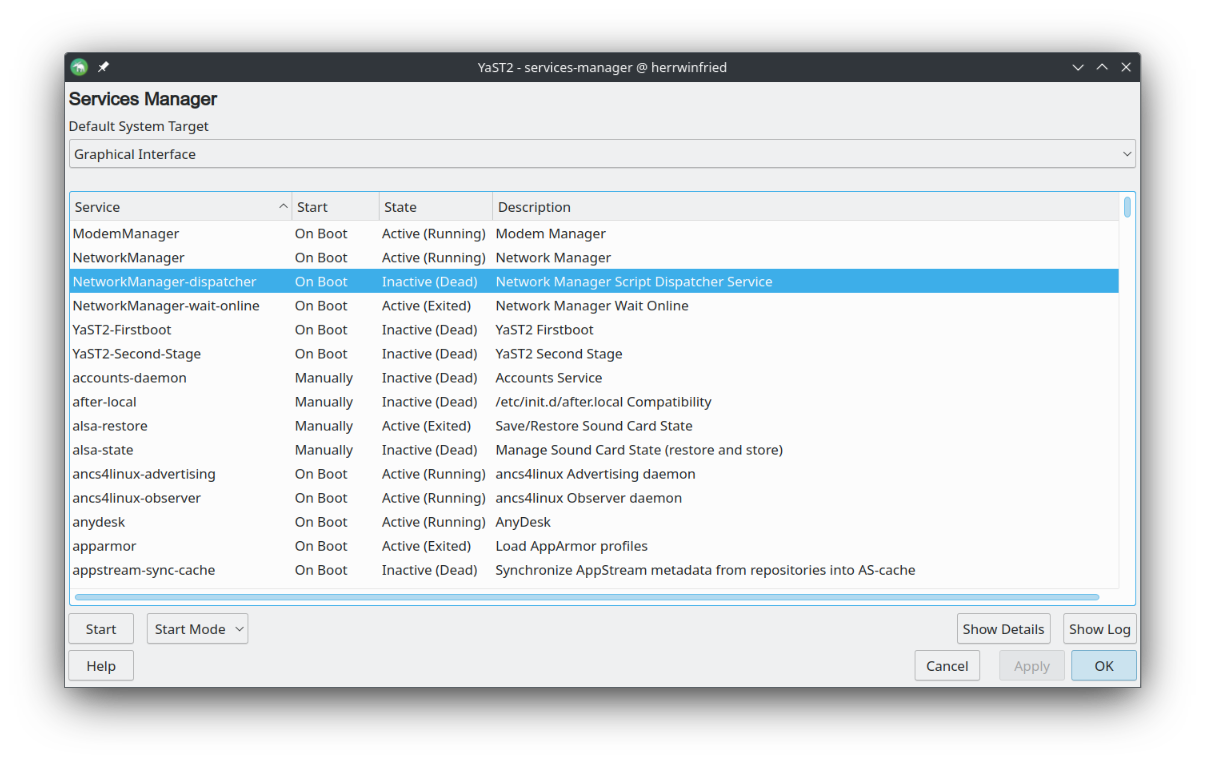 YaST2 - services-manager @ herrwinfried
Services Manager
Default System Target
Graphical Interface
Service Start State Description
ModemManager On Boot Active (Running) Modem Manager
NetworkManager On Boot Active (Running) Network Manager
NetworkManager-dispatcher On Boot Inactive (Dead) Network Manager Script Dispatcher Service
NetworkManager-wait-online On Boot Active (Exited) Network Manager Wait Online
YaST2-Firstboot On Boot Inactive (Dead) YaST2 Firstboot
YaST2-Second-Stage On Boot Inactive (Dead) YaST2 Second Stage
accounts-daemon Manually Inactive (Dead) Accounts Service
after-local Manually Inactive (Dead) /etc/init.d/after.local Compatibility
alsa-restore Manually Active (Exited) Save/Restore Sound Card State
alsa-state Manually Inactive (Dead) Manage Sound Card State (restore and store)
ancs4linux-advertising On Boot Active (Running) ancs4linux Advertising daemon
ancs4linux-observer On Boot Active (Running) ancs4linux Observer daemon
anydesk On Boot Active (Running) AnyDesk
apparmor On Boot Active (Exited) Load AppArmor profiles
appstream-sync-cache On Boot Inactive (Dead) Synchronize AppStream metadata from repositories into AS-cache
Start Start Mode Show Details Show Log
Help Cancel Apply OK